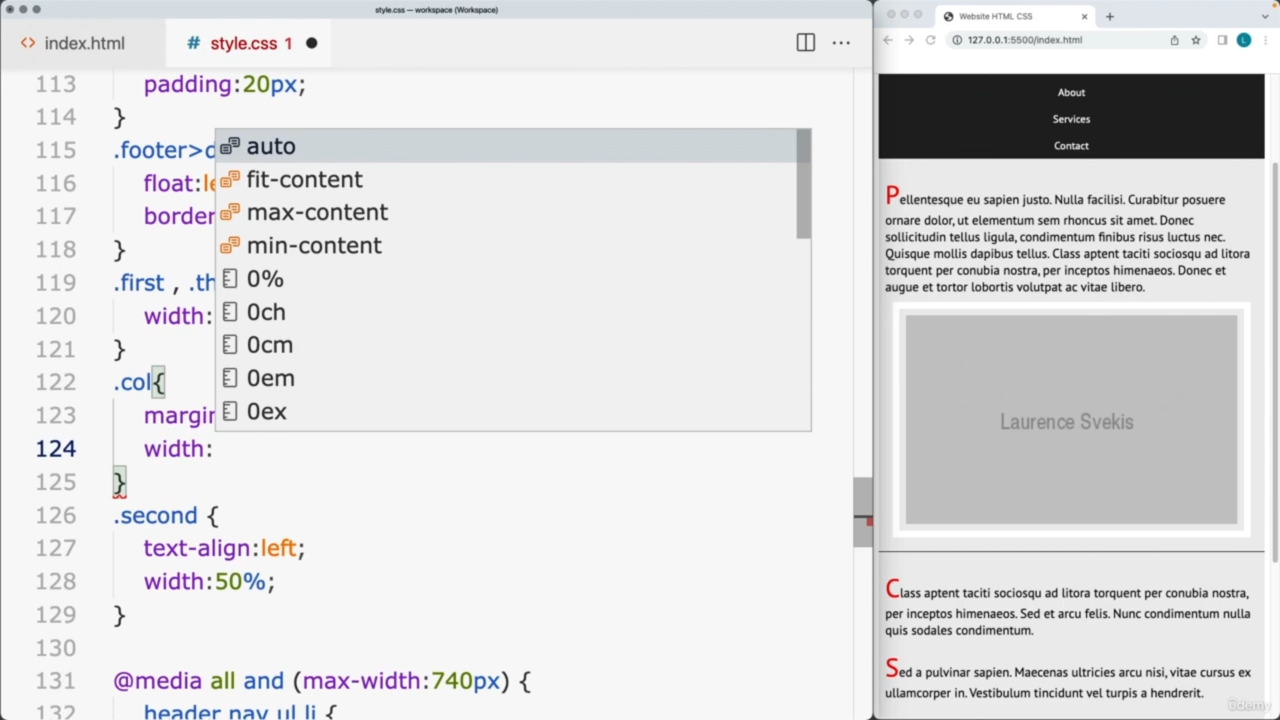 style.css — workspace (Workspace)
index.html
# style.css 1
113 padding:20px;
114 }
115 .footer>d
116 float:le
117 border
118 }
119 .first , .th
120 width:
121 }
122 .col{
123 margin
124 width:
125 }
126 .second {
127 text-align:left;
128 width:50%;
129 }
130
131 @media all and (max-width:740px) {
132 header nav ul li {
auto
fit-content
max-content
min-content
0%
0ch
0cm
0em
0ex
Website HTML CSS
127.0.0.1:5500/index.html
L
About
Services
Contact
Pellentesque eu sapien justo. Nulla facilisi. Curabitur posuere
ornare dolor, ut elementum sem rhoncus sit amet. Donec
sollicitudin tellus ligula, condimentum finibus risus luctus nec.
Quisque mollis dapibus tellus. Class aptent taciti sociosqu ad litora
torquent per conubia nostra, per inceptos himenaeos. Donec et
augue et tortor lobortis volutpat ac vitae libero.
Laurence Svekis
Class aptent taciti sociosqu ad litora torquent per conubia nostra,
per inceptos himenaeos. Sed et arcu felis. Nunc condimentum nulla
quis sodales condimentum.
Sed a pulvinar sapien. Maecenas ultricies arcu nisi, vitae cursus ex
ullamcorper in. Vestibulum tincidunt vel turpis a hendrerit.
ûdemy